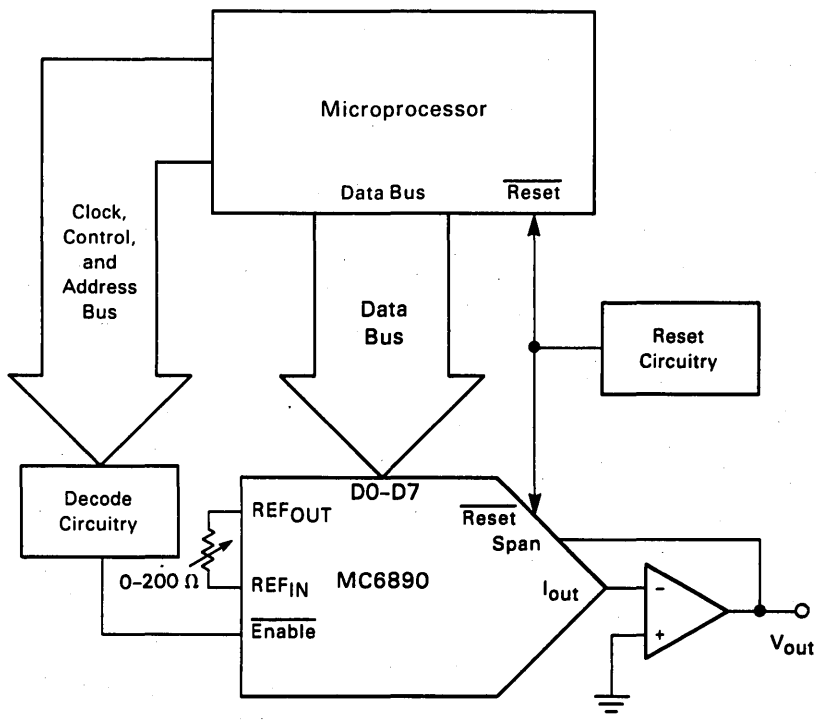 Microprocessor
Data Bus
Reset
Clock,
Control,
and
Address
Bus
Data
Bus
Reset
Circuitry
Decode
Circuitry
D0-D7
REFOUT
Reset
Span
0-200 Ω
REFIN
MC6890
Iout
Enable
-
+
Vout